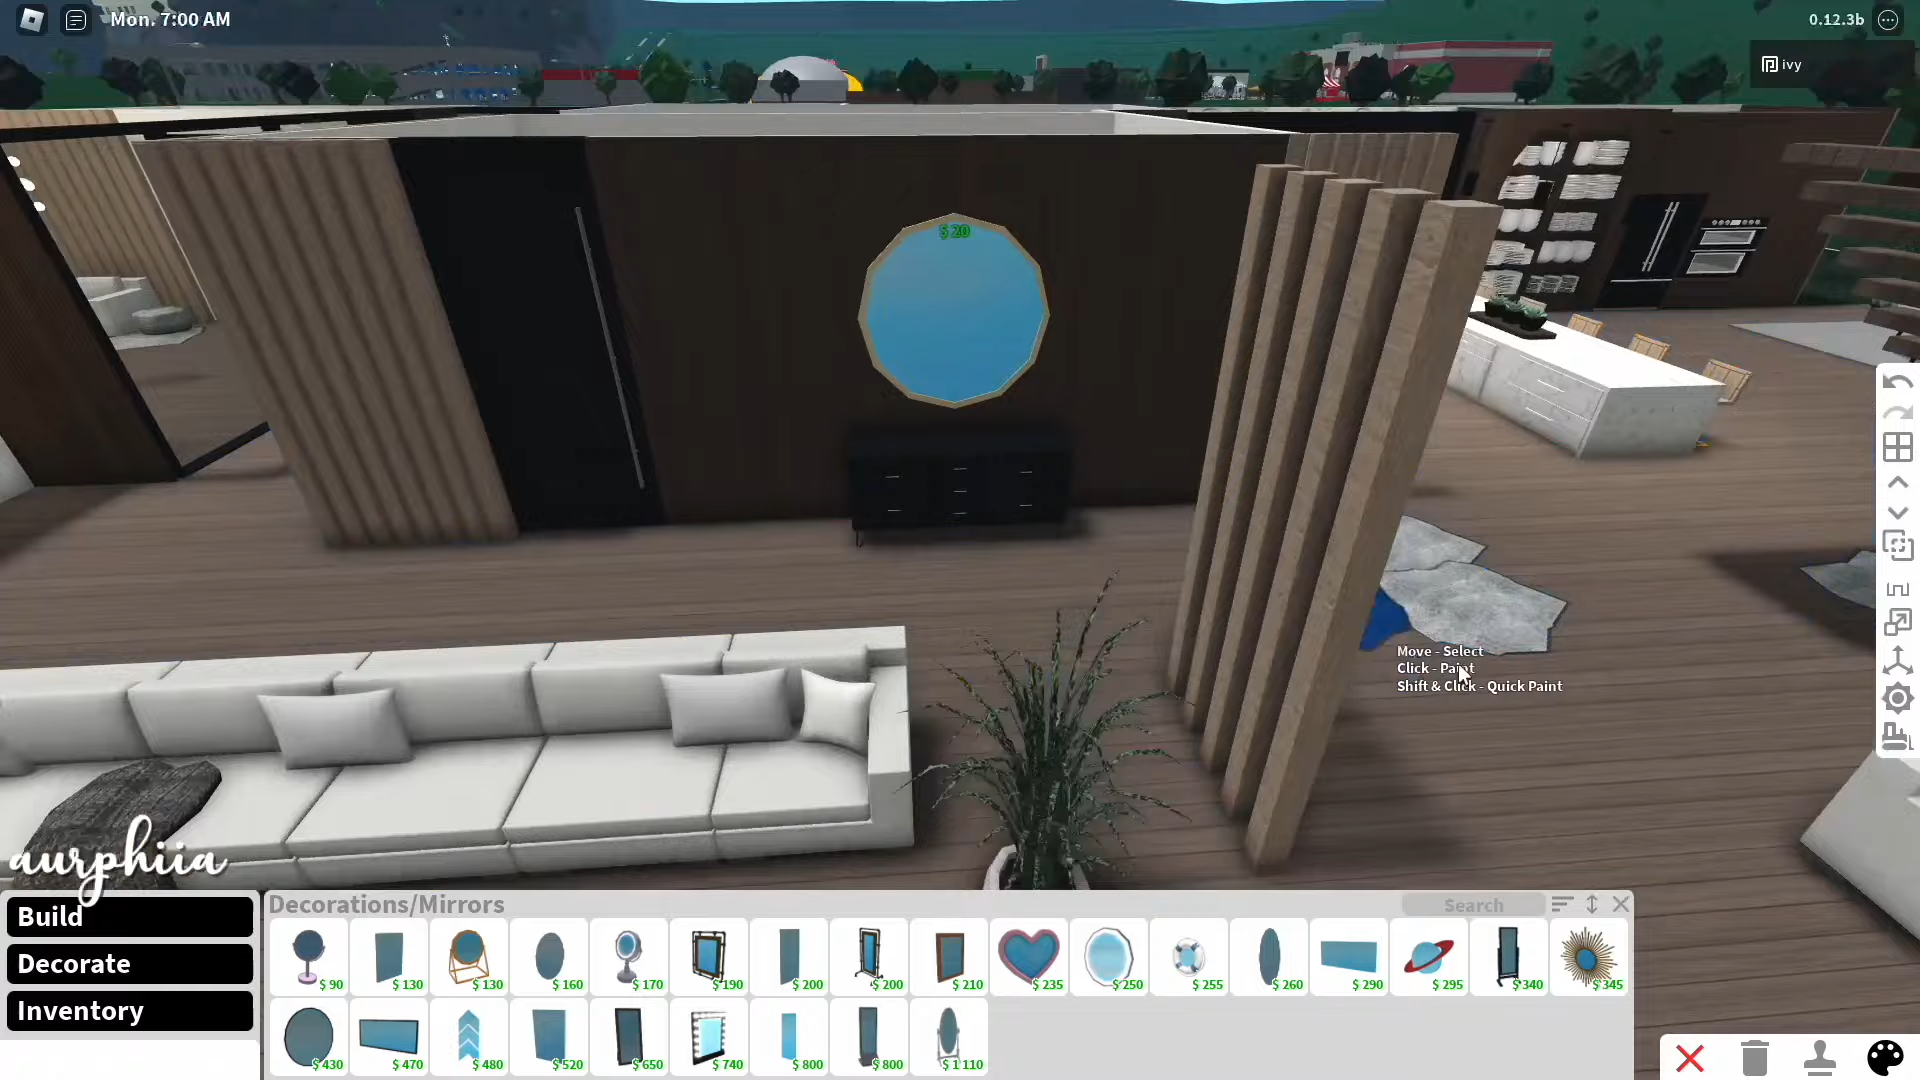 Mon. 7:00 AM
0.12.3b
ivy
$ 20
Move - Select
Click - Paint
Shift & Click - Quick Paint
aurphiia
Build
Decorate
Inventory
Decorations/Mirrors
Search
$ 90
$ 130
$ 130
$ 160
$ 170
$ 190
$ 200
$ 200
$ 210
$ 235
$ 250
$ 255
$ 260
$ 290
$ 295
$ 340
$ 345
$ 430
$ 470
$ 480
$ 520
$ 650
$ 740
$ 800
$ 800
$ 1 110